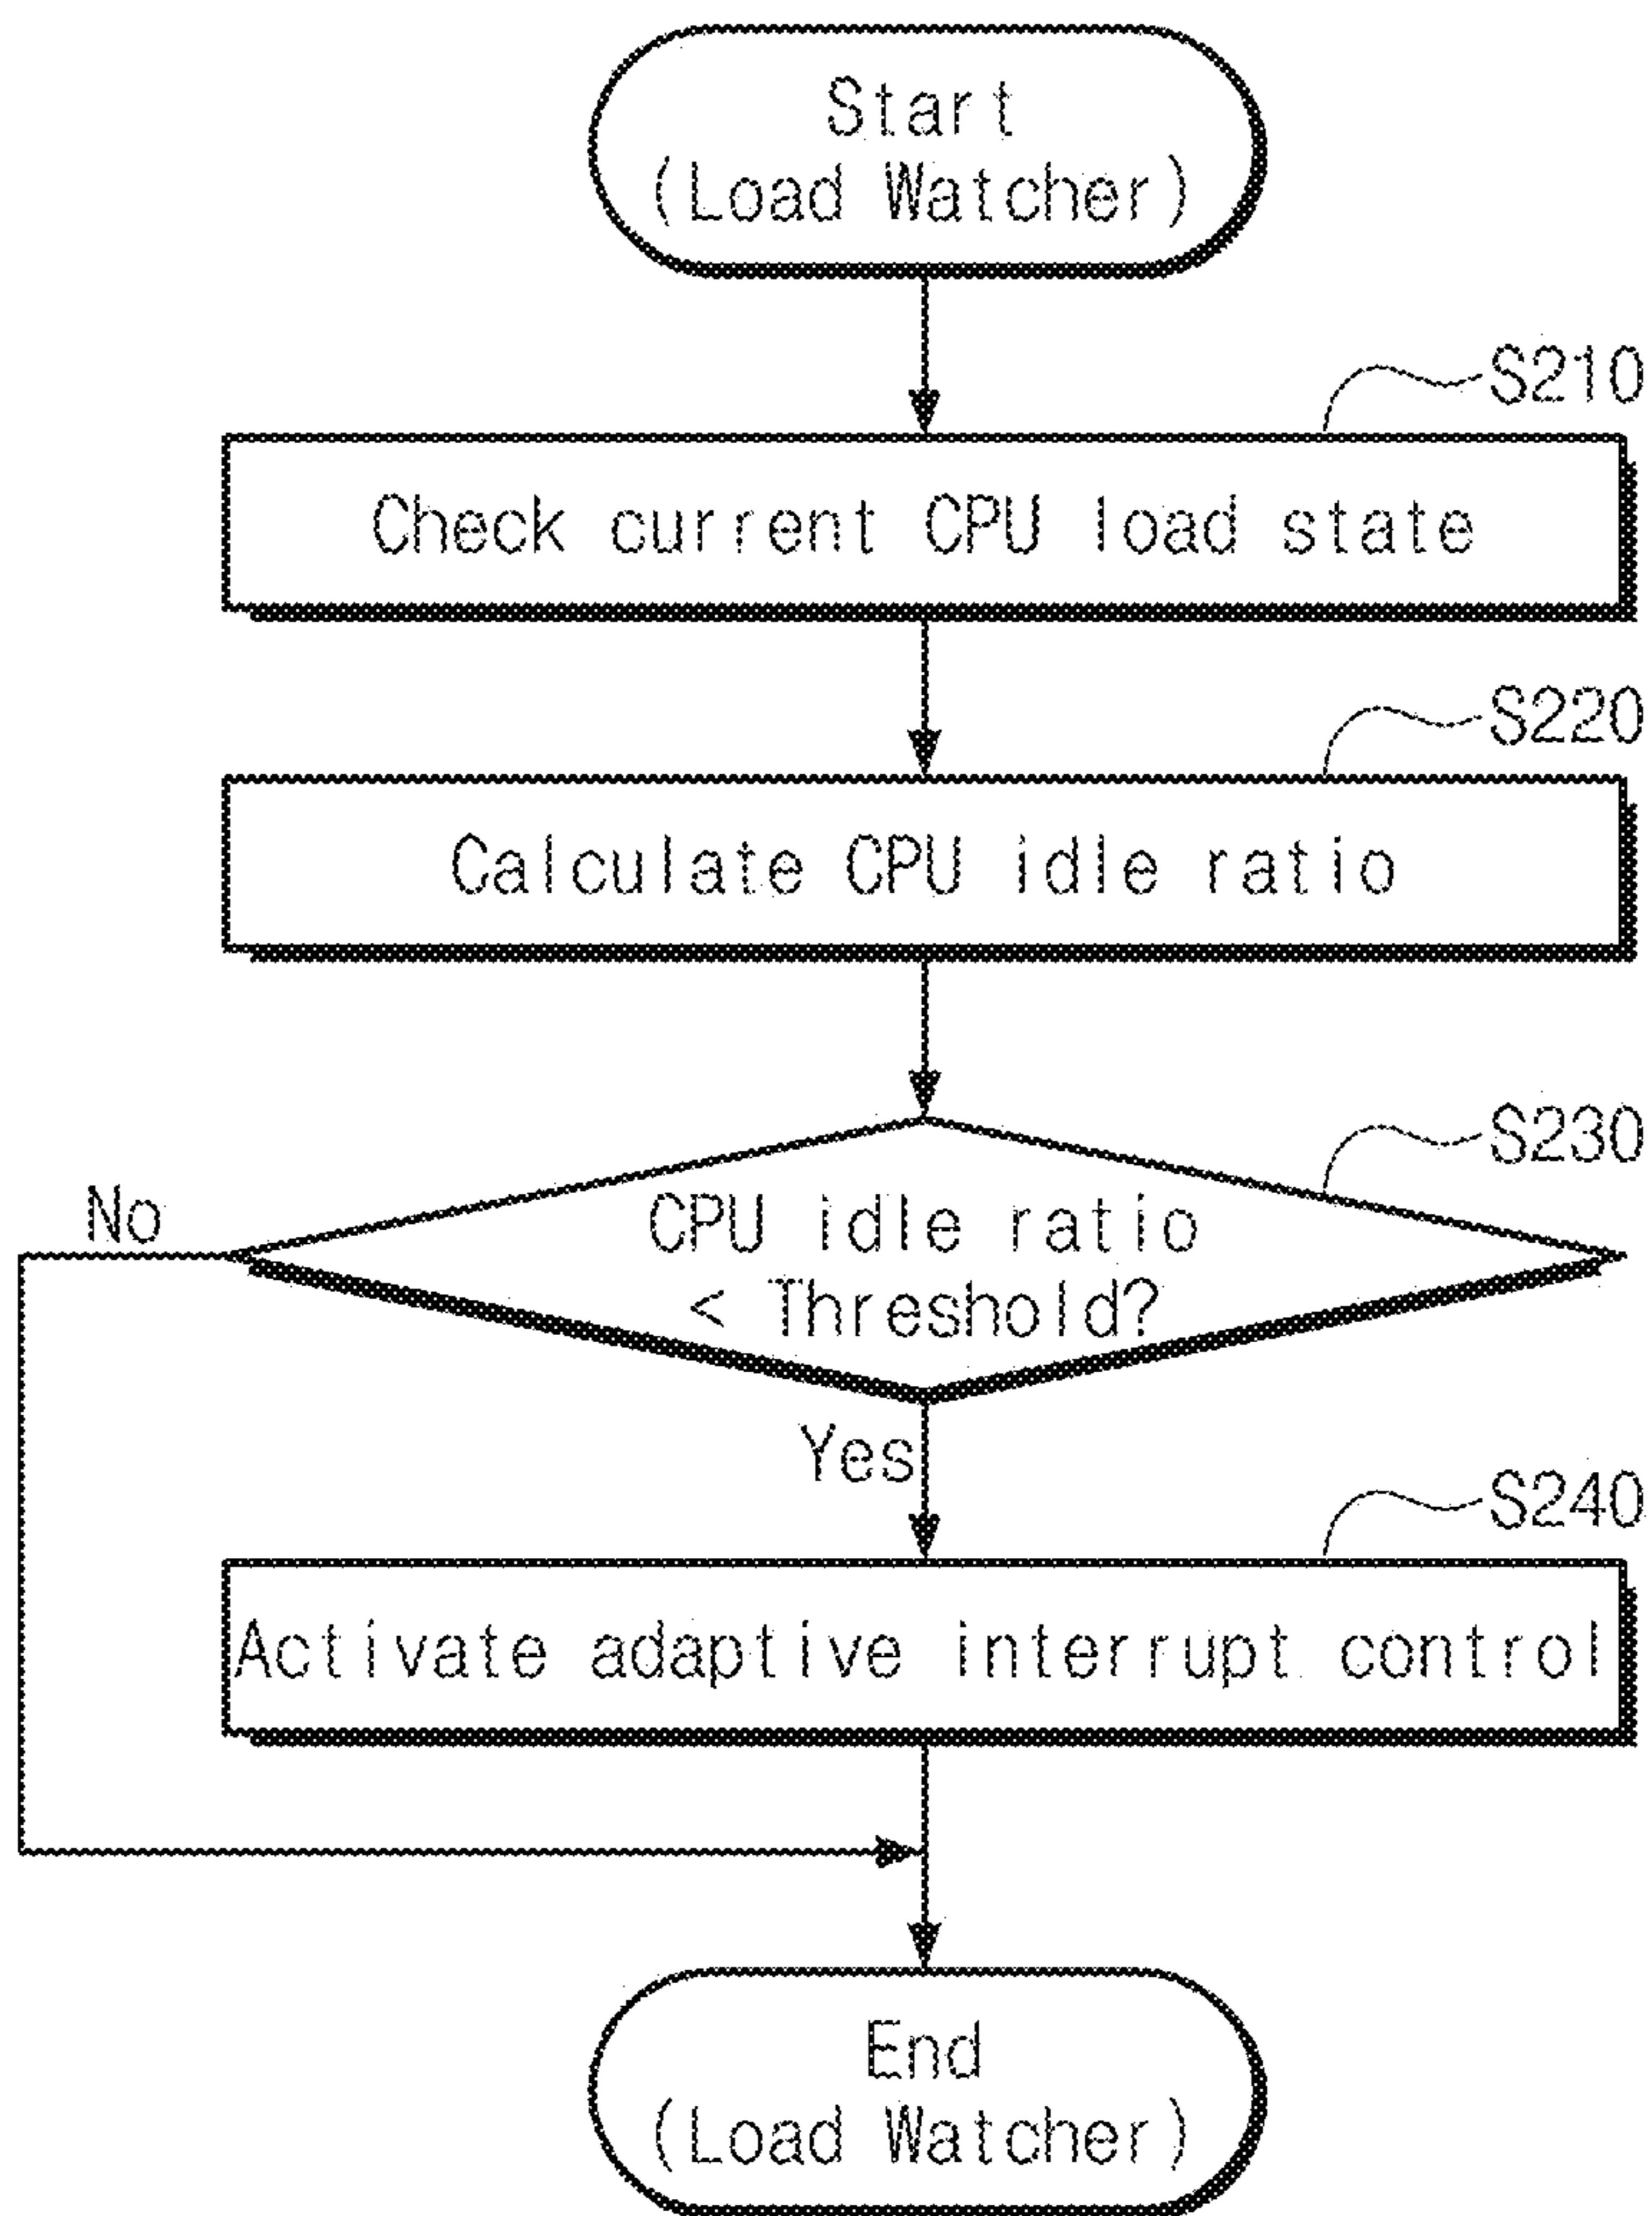 Start
(Load Watcher)
S210
Check current CPU load state
S220
Calculate CPU idle ratio
S230
CPU idle ratio
< Threshold?
No
Yes
S240
Activate adaptive interrupt control
End
(Load Watcher)